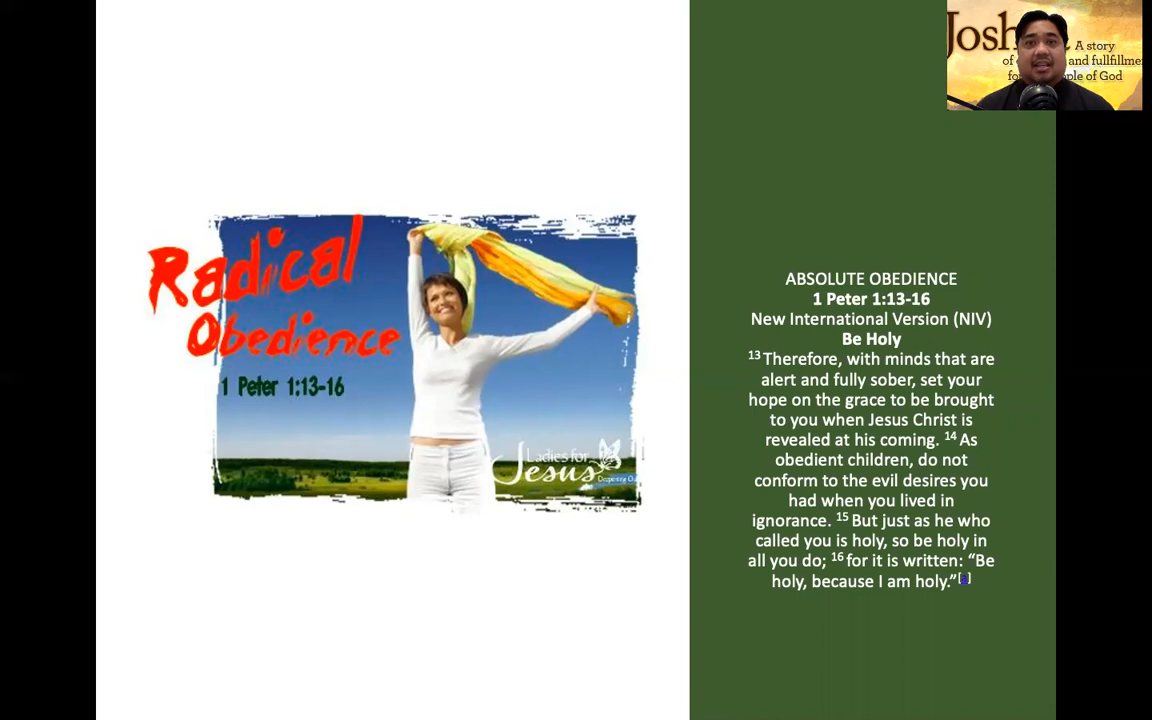 Radical
Obedience
1 Peter 1:13-16
Ladies for
Jesus
ABSOLUTE OBEDIENCE
1 Peter 1:13-16
New International Version (NIV)
Be Holy
13 Therefore, with minds that are
alert and fully sober, set your
hope on the grace to be brought
to you when Jesus Christ is
revealed at his coming. 14 As
obedient children, do not
conform to the evil desires you
had when you lived in
ignorance. 15 But just as he who
called you is holy, so be holy in
all you do; 16 for it is written: “Be
holy, because I am holy.”[a]
Josh
A story
of and fullfillme
for ple of God